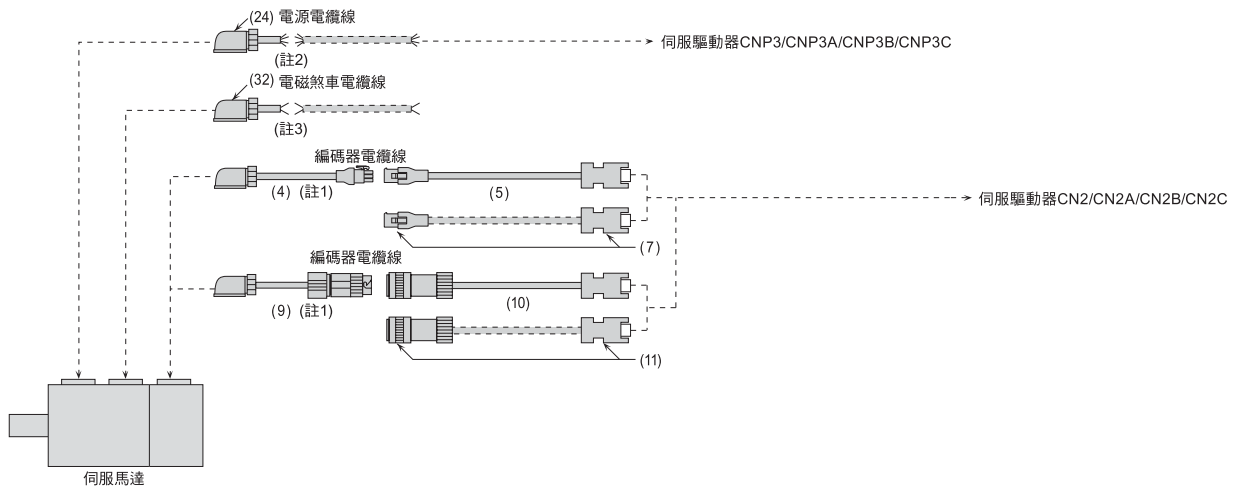 (24) 電源電纜線
伺服驅動器CNP3/CNP3A/CNP3B/CNP3C
(註2)
(32) 電磁煞車電纜線
(註3)
編碼器電纜線
(4) (註1)
(5)
伺服驅動器CN2/CN2A/CN2B/CN2C
(7)
編碼器電纜線
(9) (註1)
(10)
(11)
伺服馬達